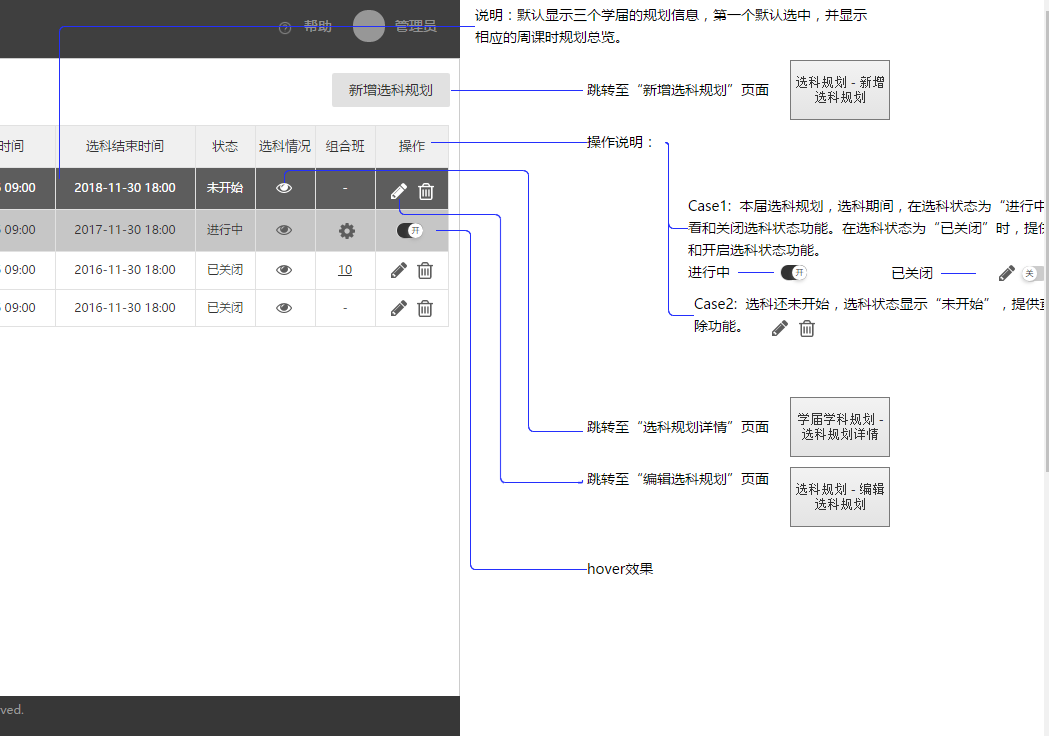 说明：默认显示三个学届的规划信息，第一个默认选中，并显示
相应的周课时规划总览。
帮助
管理员
新增选科规划
跳转至“新增选科规划”页面
选科规划 - 新增
选科规划
时间 选科结束时间 状态 选科情况 组合班 操作
09:00 2018-11-30 18:00 未开始 -
09:00 2017-11-30 18:00 进行中 开
09:00 2016-11-30 18:00 已关闭 10
09:00 2016-11-30 18:00 已关闭 -
操作说明：
Case1: 本届选科规划，选科期间，在选科状态为“进行中
看和关闭选科状态功能。在选科状态为“已关闭”时，提供
和开启选科状态功能。
进行中 开 已关闭 关
Case2: 选科还未开始，选科状态显示“未开始”，提供查
除功能。
跳转至“选科规划详情”页面
学届学科规划 -
选科规划详情
跳转至“编辑选科规划”页面
选科规划 - 编辑
选科规划
hover效果
ved.